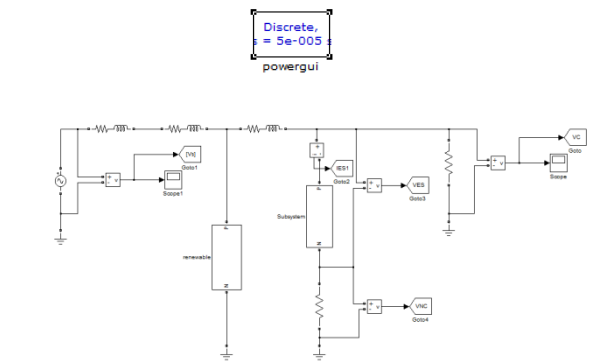 Discrete,
s = 5e-005 s
powergui
[Vs]
Goto1
Scope1
IES1
Goto2
Subsystem
VES
Goto3
VNC
Goto4
VC
Goto
Scope
renewable